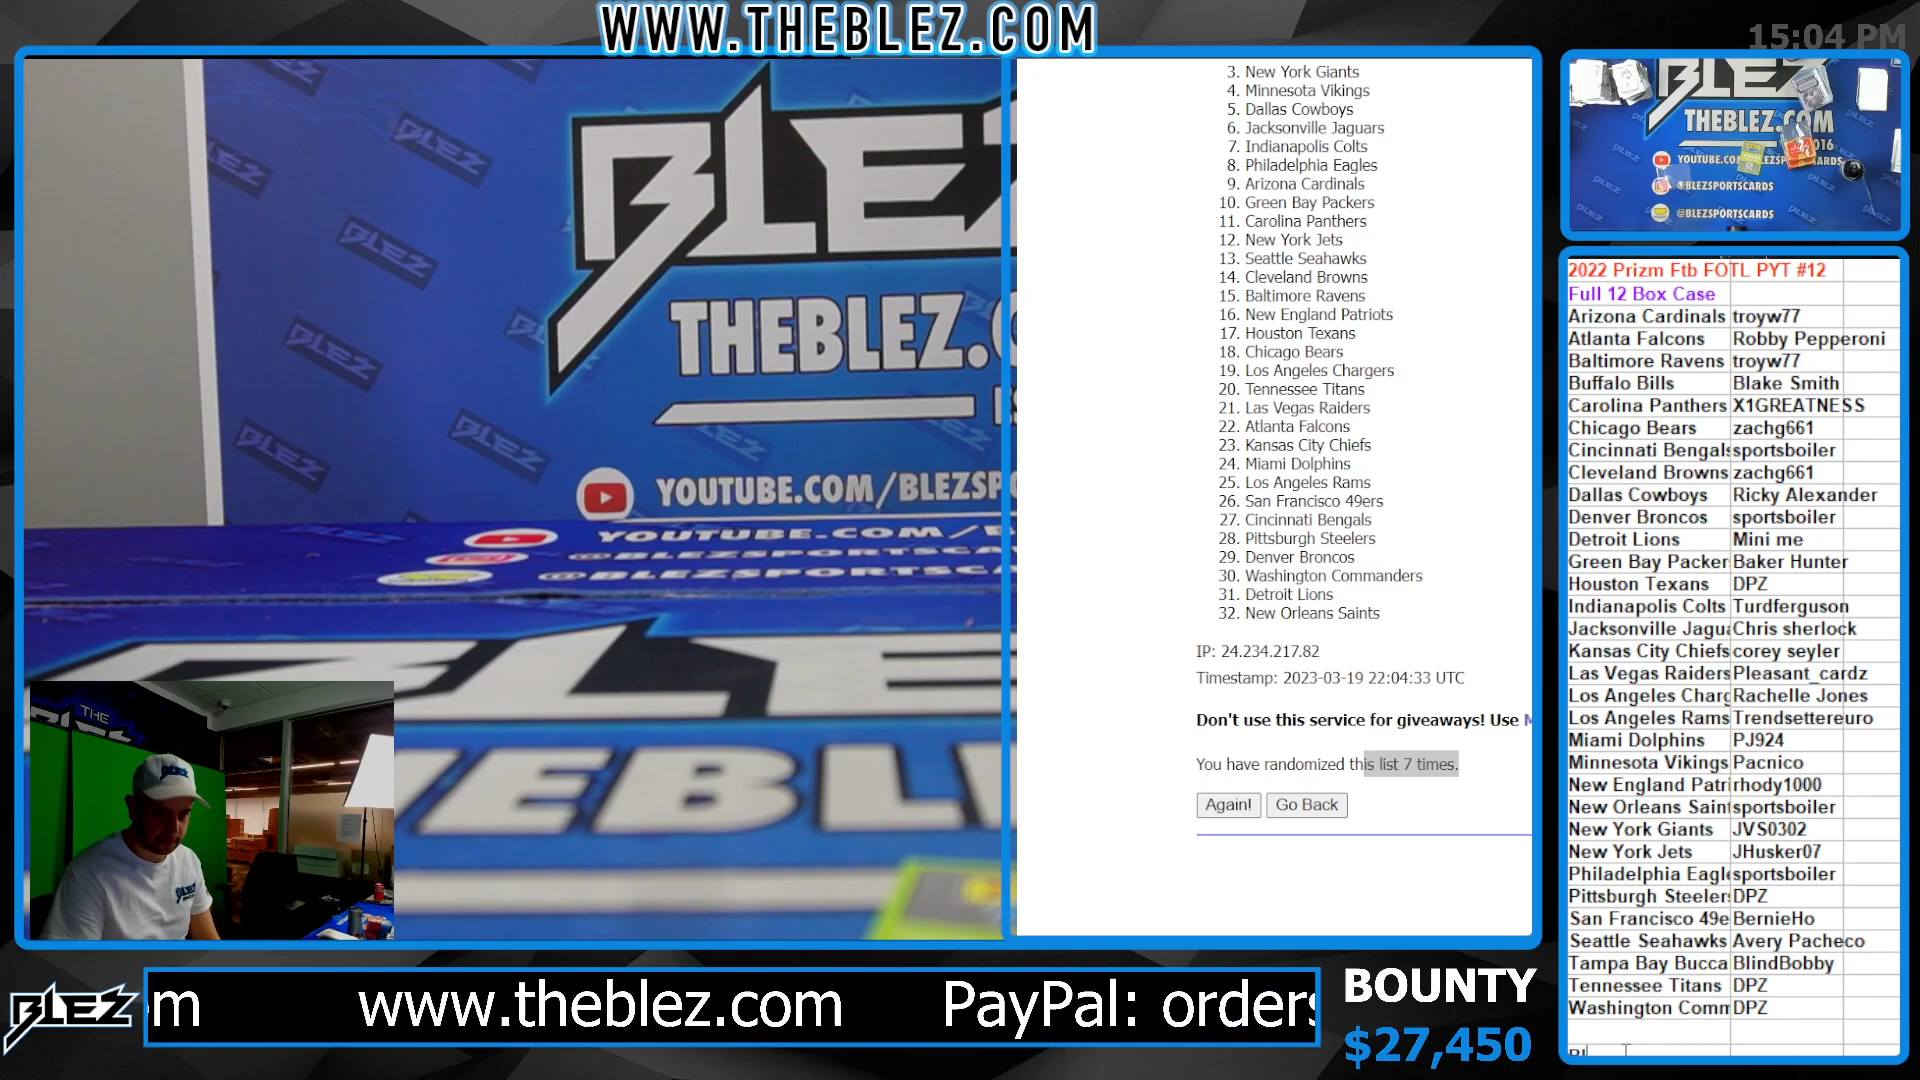 WWW.THEBLEZ.COM
15:04 PM
BLEZ
THEBLEZ.
YOUTUBE.COM/BLEZSP
YOUTUBE.COM/B
@BLEZSPORTSCA
@BLEZSPORTSC
THE
3. New York Giants
4. Minnesota Vikings
5. Dallas Cowboys
6. Jacksonville Jaguars
7. Indianapolis Colts
8. Philadelphia Eagles
9. Arizona Cardinals
10. Green Bay Packers
11. Carolina Panthers
12. New York Jets
13. Seattle Seahawks
14. Cleveland Browns
15. Baltimore Ravens
16. New England Patriots
17. Houston Texans
18. Chicago Bears
19. Los Angeles Chargers
20. Tennessee Titans
21. Las Vegas Raiders
22. Atlanta Falcons
23. Kansas City Chiefs
24. Miami Dolphins
25. Los Angeles Rams
26. San Francisco 49ers
27. Cincinnati Bengals
28. Pittsburgh Steelers
29. Denver Broncos
30. Washington Commanders
31. Detroit Lions
32. New Orleans Saints
IP: 24.234.217.82
Timestamp: 2023-03-19 22:04:33 UTC
Don't use this service for giveaways! Use
You have randomized this list 7 times.
Again! Go Back
BLEZ
THEBLEZ.COM
2016
@BLEZSPORTSCARDS
@BLEZSPORTSCARDS
2022 Prizm Ftb FOTL PYT #12
Full 12 Box Case
Arizona Cardinals troyw77
Atlanta Falcons Robby Pepperoni
Baltimore Ravens troyw77
Buffalo Bills Blake Smith
Carolina Panthers X1GREATNESS
Chicago Bears zachg661
Cincinnati Bengals sportsboiler
Cleveland Browns zachg661
Dallas Cowboys Ricky Alexander
Denver Broncos sportsboiler
Detroit Lions Mini me
Green Bay Packer Baker Hunter
Houston Texans DPZ
Indianapolis Colts Turdferguson
Jacksonville Jagua Chris sherlock
Kansas City Chiefs corey seyler
Las Vegas Raiders Pleasant_cardz
Los Angeles Charg Rachelle Jones
Los Angeles Rams Trendsettereuro
Miami Dolphins PJ924
Minnesota Vikings Pacnico
New England Patri rhody1000
New Orleans Saint sportsboiler
New York Giants JVS0302
New York Jets JHusker07
Philadelphia Eagle sportsboiler
Pittsburgh Steelers DPZ
San Francisco 49e BernieHo
Seattle Seahawks Avery Pacheco
Tampa Bay Bucca BlindBobby
Tennessee Titans DPZ
Washington Comm DPZ
BLEZ
m www.theblez.com PayPal: orders
BOUNTY
$27,450